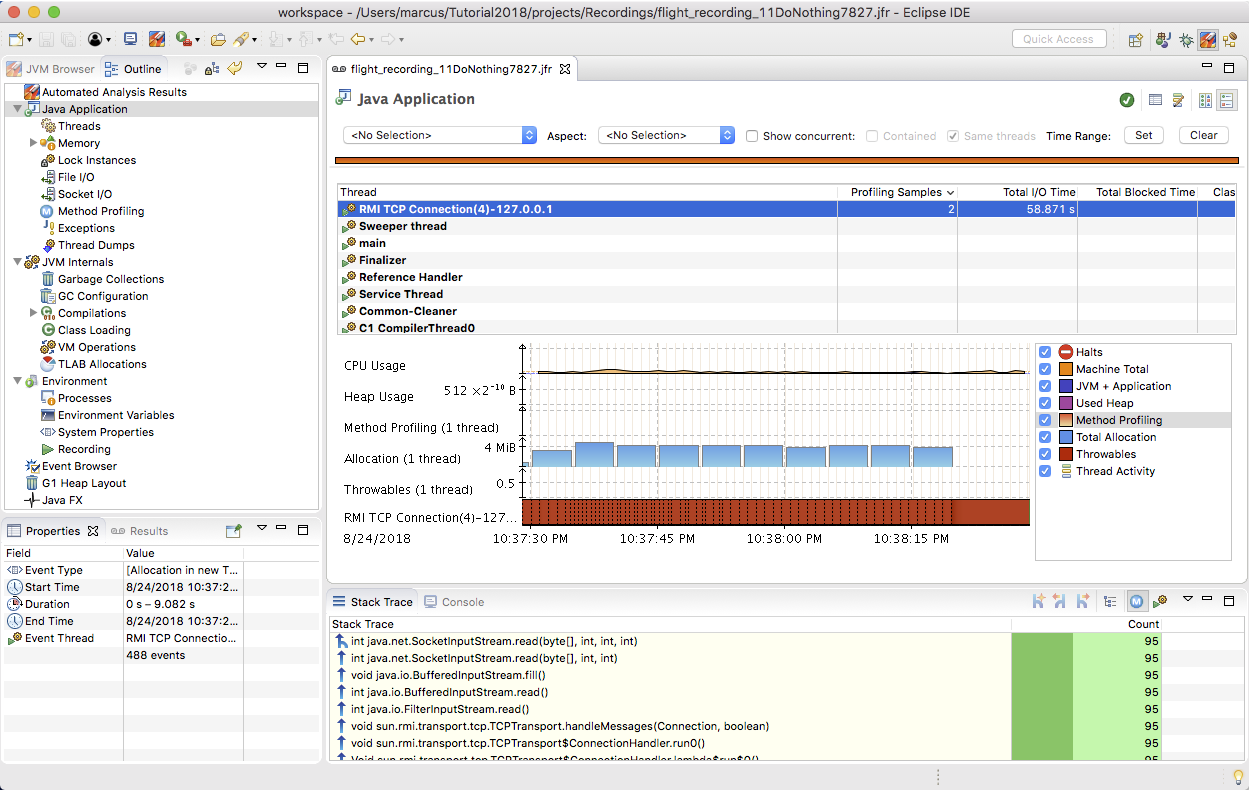 workspace - /Users/marcus/Tutorial2018/projects/Recordings/flight_recording_11DoNothing7827.jfr - Eclipse IDE
Quick Access
JVM Browser
Outline
Automated Analysis Results
Java Application
Threads
Memory
Lock Instances
File I/O
Socket I/O
Method Profiling
Exceptions
Thread Dumps
JVM Internals
Garbage Collections
GC Configuration
Compilations
Class Loading
VM Operations
TLAB Allocations
Environment
Processes
Environment Variables
System Properties
Recording
Event Browser
G1 Heap Layout
Java FX
Properties
Results
Field Value
Event Type [Allocation in new T...
Start Time 8/24/2018 10:37:2...
Duration 0 s – 9.082 s
End Time 8/24/2018 10:37:2...
Event Thread RMI TCP Connectio...
488 events
flight_recording_11DoNothing7827.jfr
Java Application
<No Selection> Aspect: <No Selection> Show concurrent: Contained Same threads Time Range: Set Clear
Thread Profiling Samples Total I/O Time Total Blocked Time Clas
RMI TCP Connection(4)-127.0.0.1 2 58.871 s
Sweeper thread
main
Finalizer
Reference Handler
Service Thread
Common-Cleaner
C1 CompilerThread0
CPU Usage
Heap Usage 512 ×2⁻¹⁰ B
Method Profiling (1 thread)
Allocation (1 thread) 4 MiB
Throwables (1 thread) 0.5
RMI TCP Connection(4)-127...
8/24/2018 10:37:30 PM 10:37:45 PM 10:38:00 PM 10:38:15 PM
Halts
Machine Total
JVM + Application
Used Heap
Method Profiling
Total Allocation
Throwables
Thread Activity
Stack Trace
Console
Stack Trace Count
int java.net.SocketInputStream.read(byte[], int, int, int) 95
int java.net.SocketInputStream.read(byte[], int, int) 95
void java.io.BufferedInputStream.fill() 95
int java.io.BufferedInputStream.read() 95
int java.io.FilterInputStream.read() 95
void sun.rmi.transport.tcp.TCPTransport.handleMessages(Connection, boolean) 95
void sun.rmi.transport.tcp.TCPTransport$ConnectionHandler.run0() 95
Void sun.rmi.transport.tcp.TCPTransport$ConnectionHandler.lambda$run$0() 95